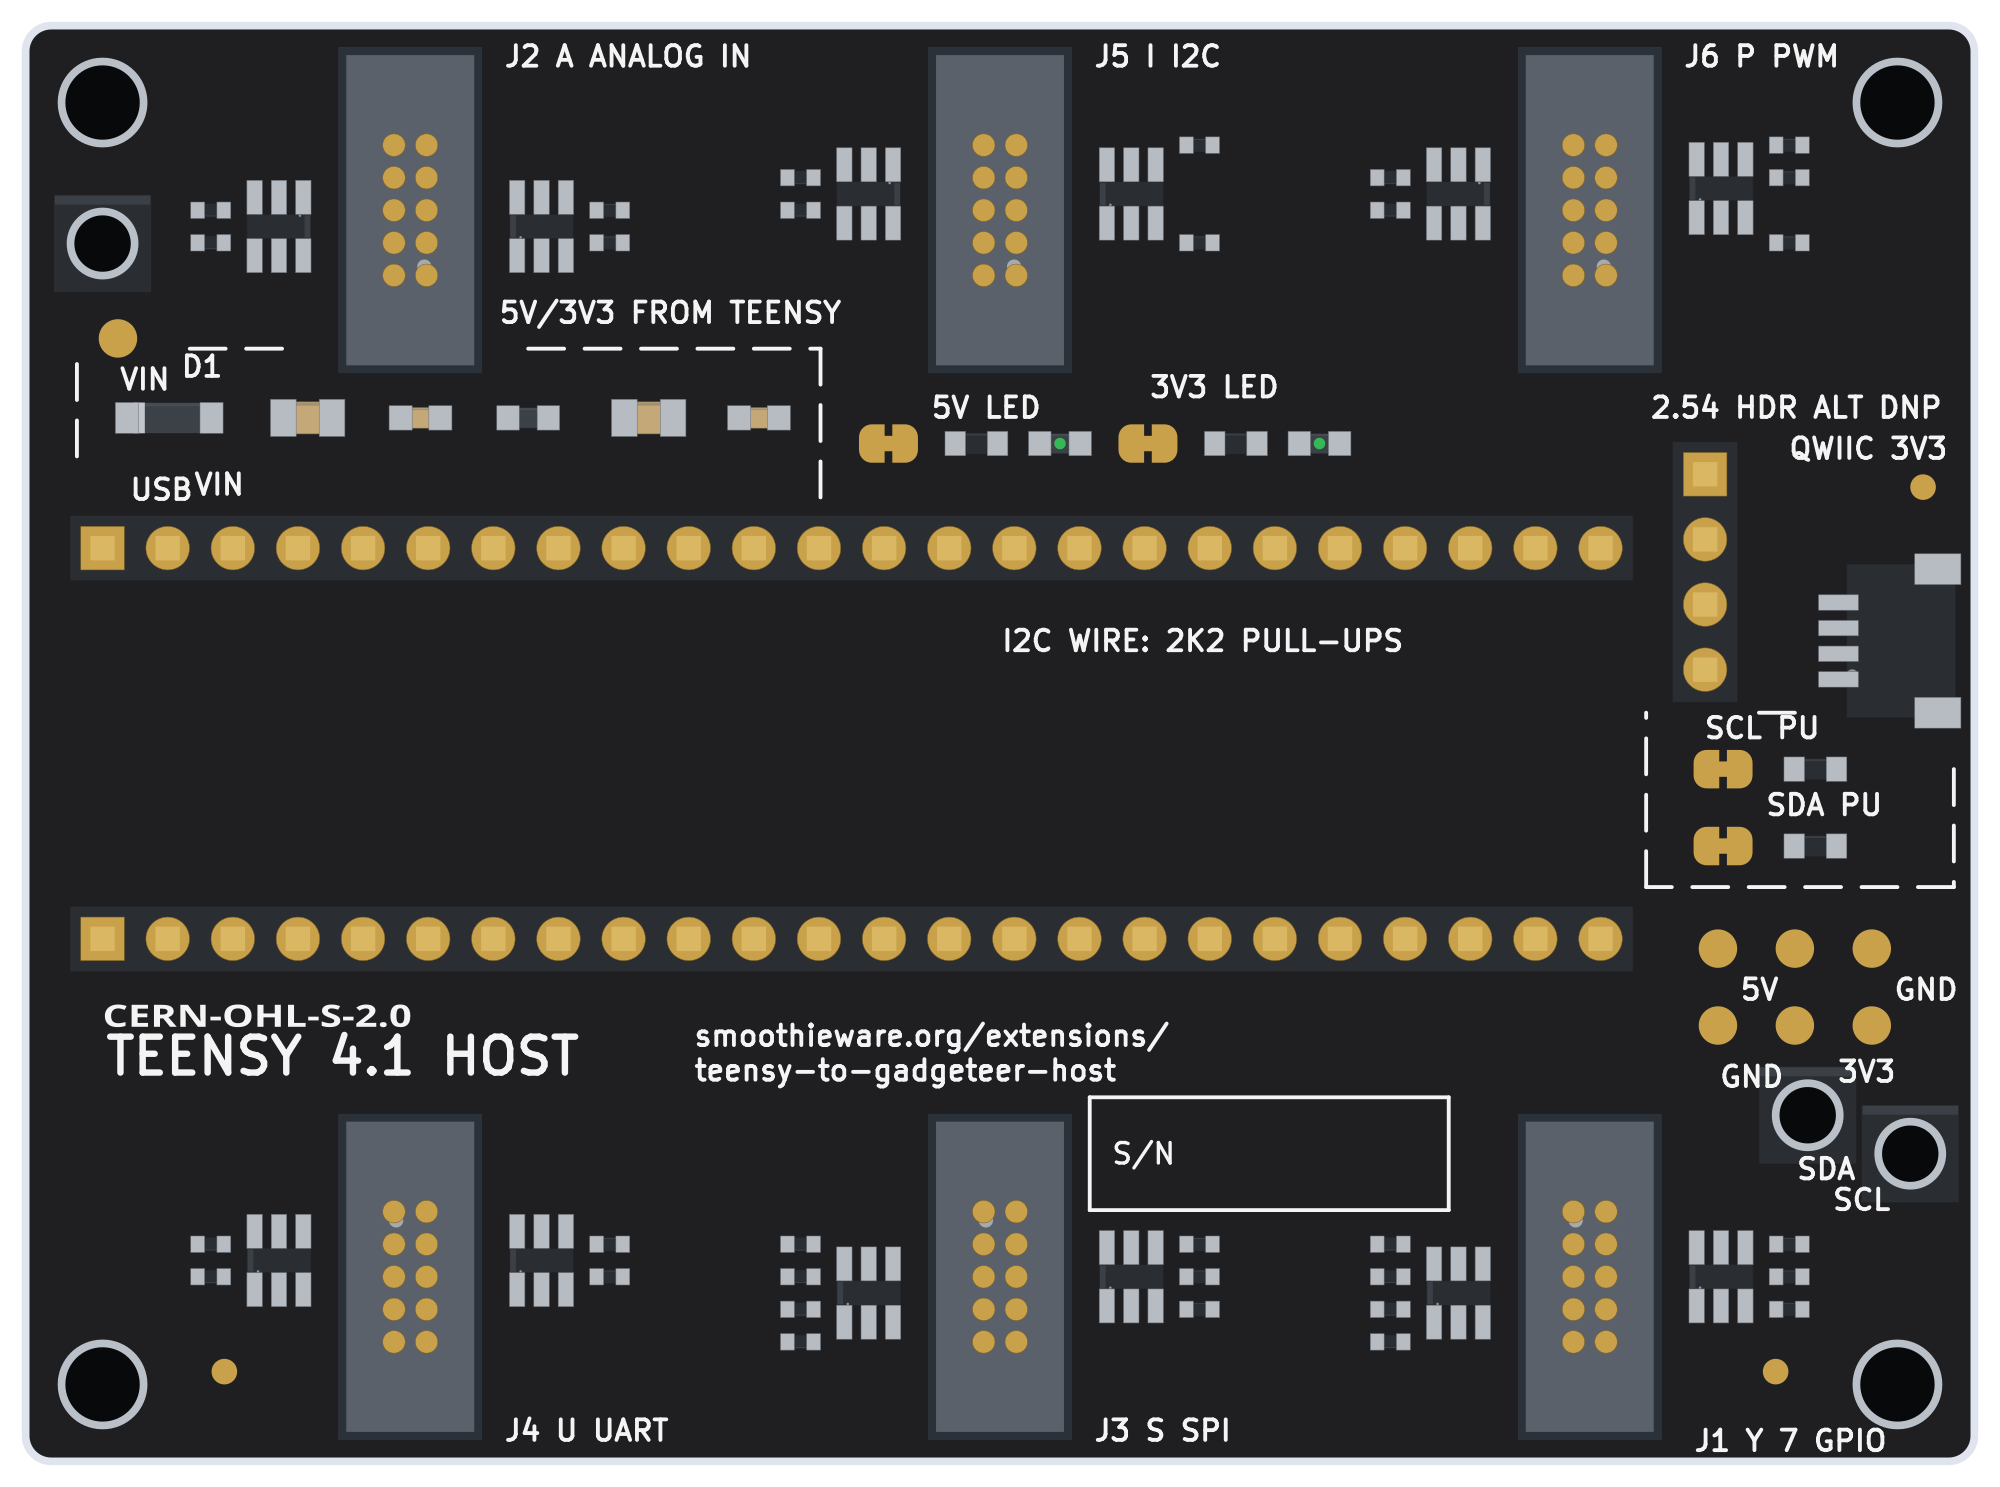 J2 A ANALOG IN
J5 I I2C
J6 P PWM
5V/3V3 FROM TEENSY
D1
VIN
3V3 LED
5V LED
2.54 HDR ALT DNP
QWIIC 3V3
USB
VIN
I2C WIRE: 2K2 PULL-UPS
SCL PU
SDA PU
5V
GND
CERN-OHL-S-2.0
TEENSY 4.1 HOST
smoothieware.org/extensions/
teensy-to-gadgeteer-host
GND
3V3
S/N
SDA
SCL
J4 U UART
J3 S SPI
J1 Y 7 GPIO